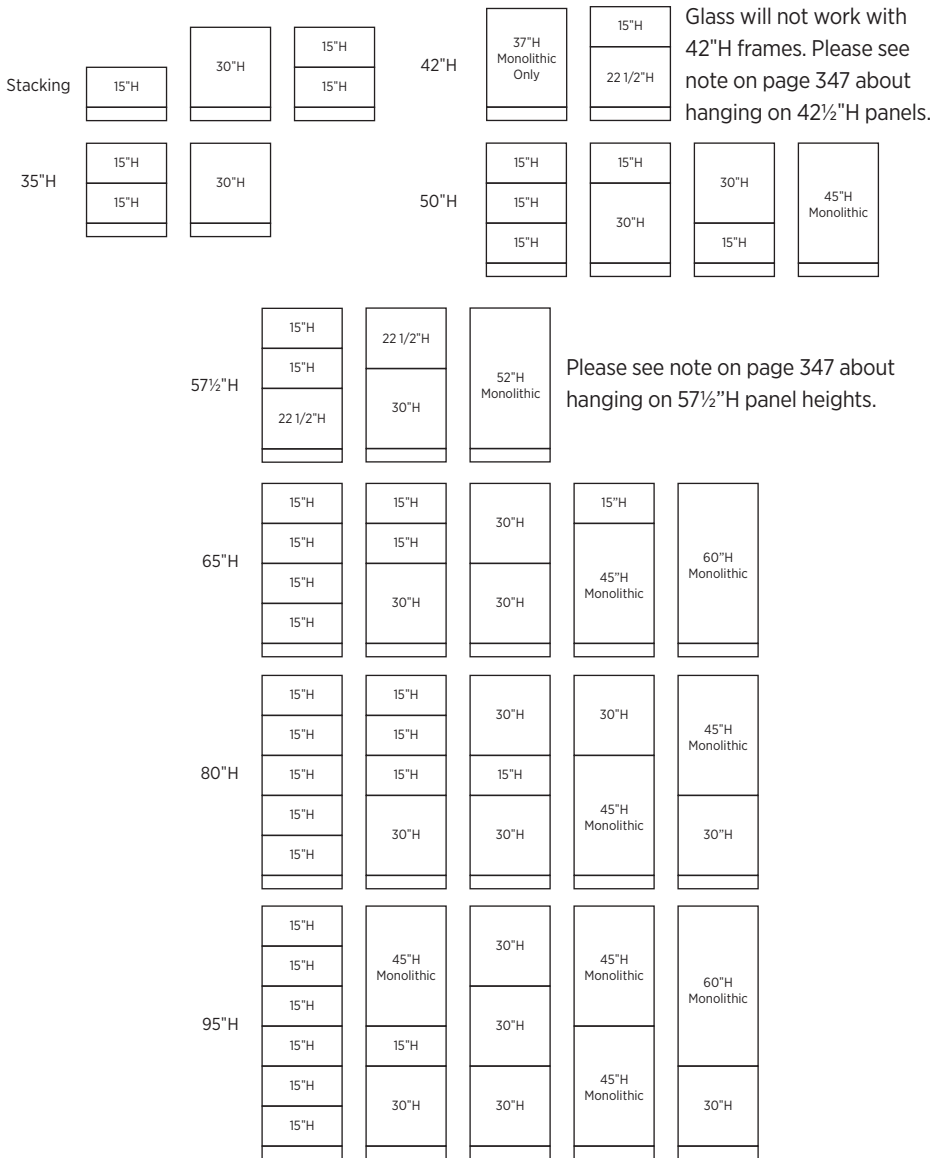 Stacking
15"H
30"H
15"H
15"H
42"H
37"H
Monolithic
Only
15"H
22 1/2"H
Glass will not work with
42"H frames. Please see
note on page 347 about
hanging on 42½"H panels.
35"H
15"H
15"H
30"H
50"H
15"H
15"H
15"H
15"H
30"H
30"H
15"H
45"H
Monolithic
57½"H
15"H
15"H
22 1/2"H
22 1/2"H
30"H
52"H
Monolithic
Please see note on page 347 about
hanging on 57½”H panel heights.
65"H
15"H
15"H
15"H
15"H
15"H
15"H
30"H
30"H
30"H
15"H
45”H
Monolithic
60”H
Monolithic
80"H
15"H
15"H
15"H
15"H
15"H
15"H
15"H
15"H
30"H
30"H
15"H
30"H
30"H
45"H
Monolithic
45"H
Monolithic
30”H
95"H
15"H
15"H
15"H
15"H
15"H
15"H
45"H
Monolithic
15"H
30"H
30"H
30"H
30"H
45"H
Monolithic
45"H
Monolithic
60"H
Monolithic
30"H